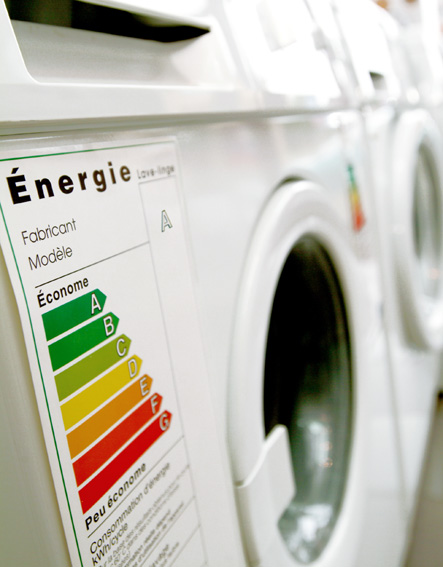 Énergie Lave-linge
Fabricant
Modèle
A
Économe
A
B
C
D
E
F
G
Peu économe
Consommation d'énergie
kWh/cycle